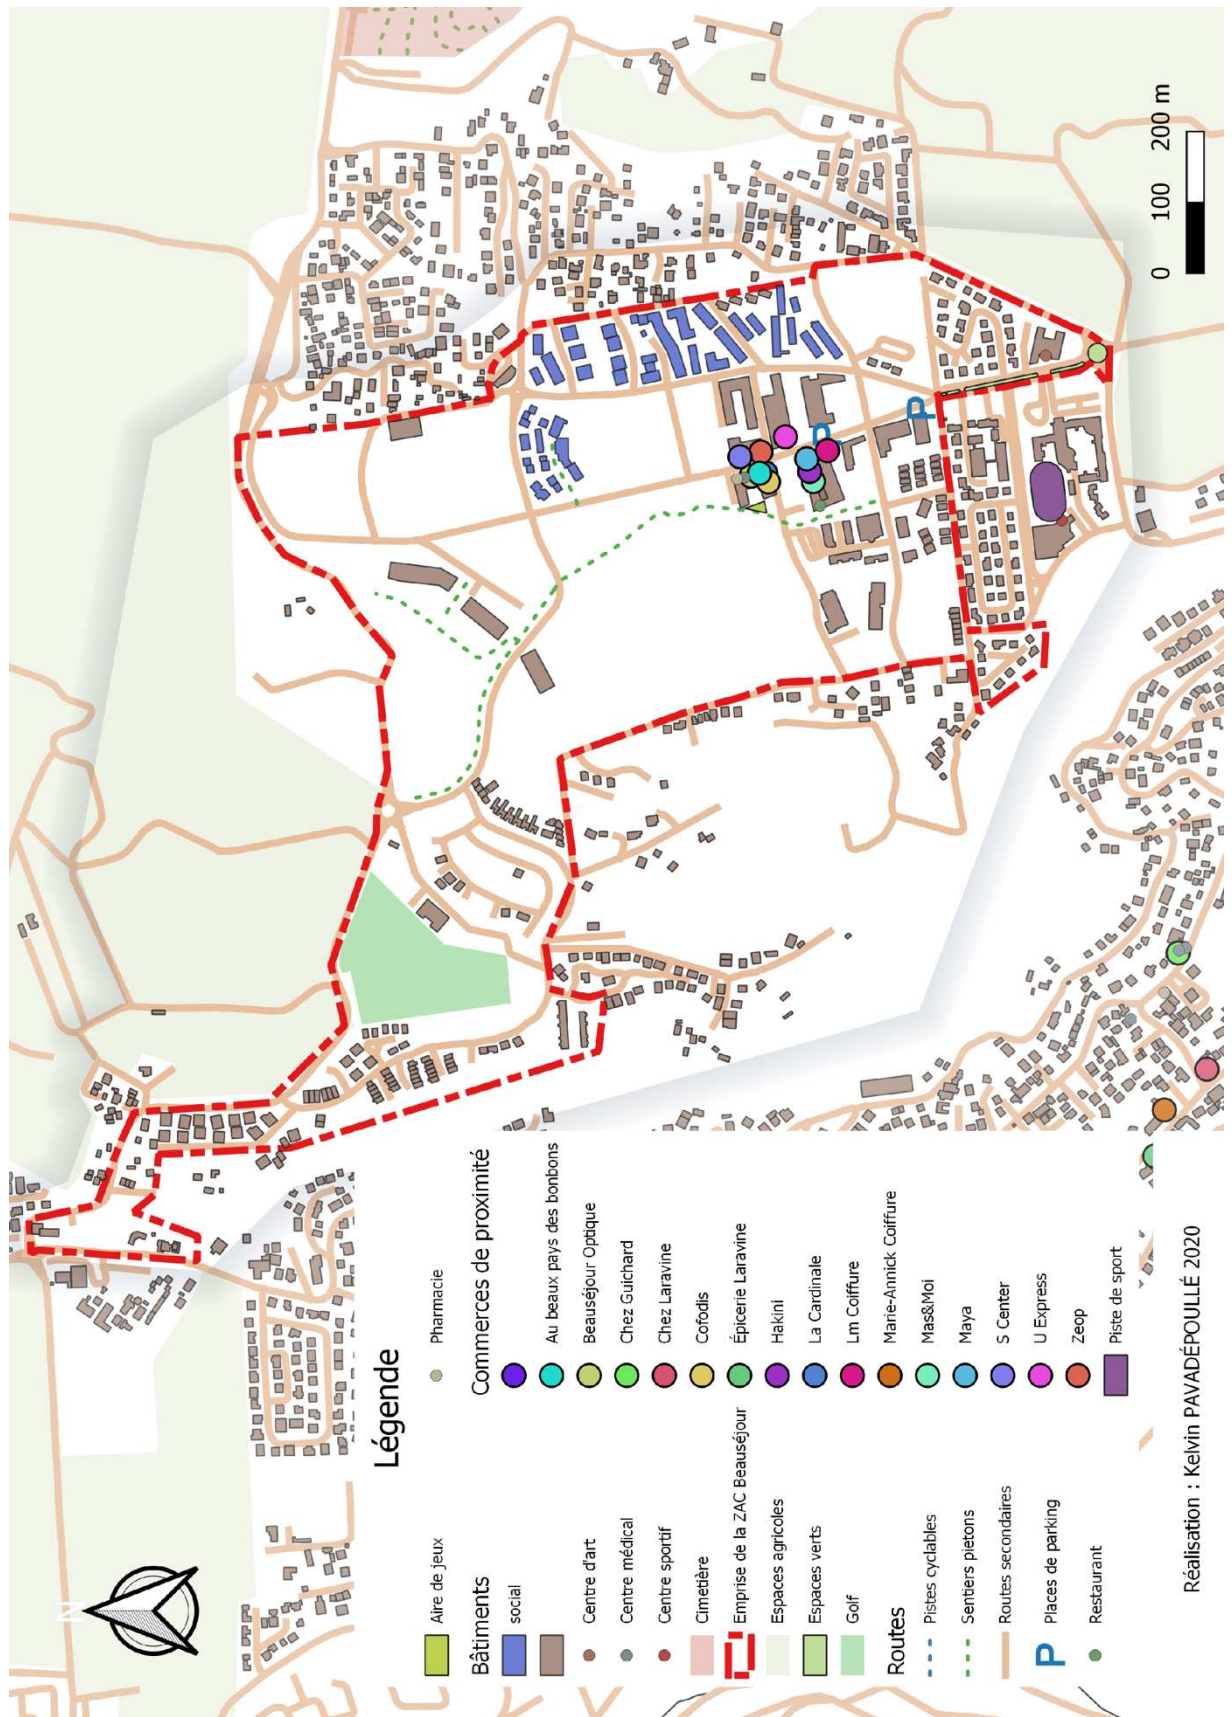 N
0 100 200 m
P
P
Légende
Aire de jeux
Bâtiments
social
Centre d'art
Centre médical
Centre sportif
Cimetière
Emprise de la ZAC Beauséjour
Espaces agricoles
Espaces verts
Golf
Routes
Pistes cyclables
Sentiers pietons
Routes secondaires
P Places de parking
Restaurant
Pharmacie
Commerces de proximité
Au beaux pays des bonbons
Beauséjour Optique
Chez Guichard
Chez Laravine
Cofodis
Épicerie Laravine
Hakini
La Cardinale
Lm Coiffure
Marie-Annick Coiffure
Mas&Moi
Maya
S Center
U Express
Zeop
Piste de sport
Réalisation : Kelvin PAVADÉPOULLÉ 2020